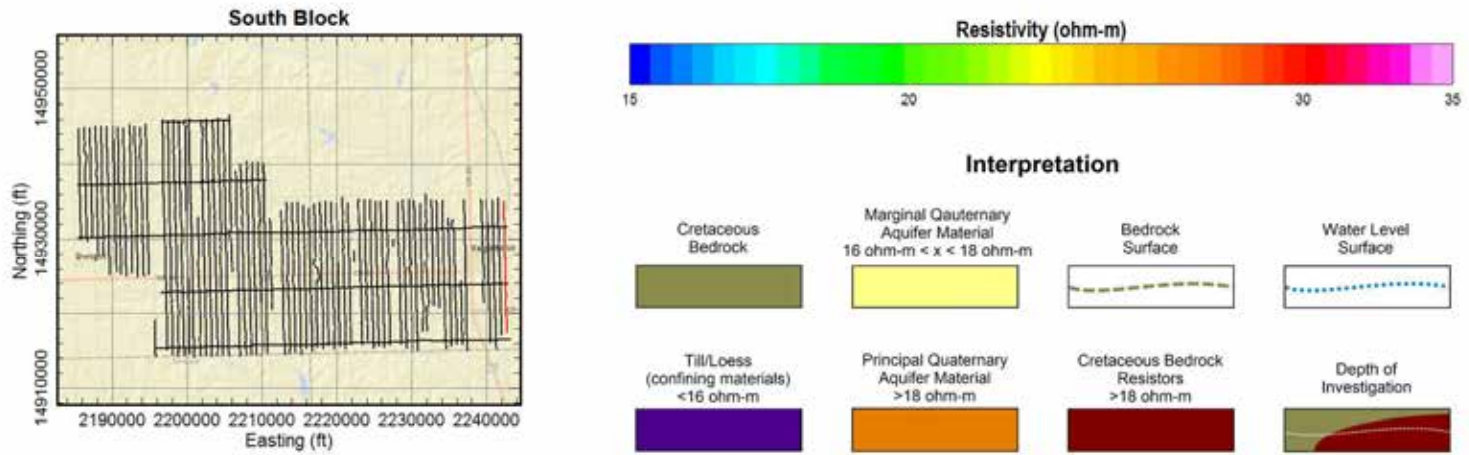 South Block
Northing (ft)
14950000
14930000
14910000
2190000 2200000 2210000 2220000 2230000 2240000
Easting (ft)
Resistivity (ohm-m)
15 20 30 35
Interpretation
Cretaceous
Bedrock
Marginal Qauternary
Aquifer Material
16 ohm-m < x < 18 ohm-m
Bedrock
Surface
Water Level
Surface
Till/Loess
(confining materials)
<16 ohm-m
Principal Quaternary
Aquifer Material
>18 ohm-m
Cretaceous Bedrock
Resistors
>18 ohm-m
Depth of
Investigation